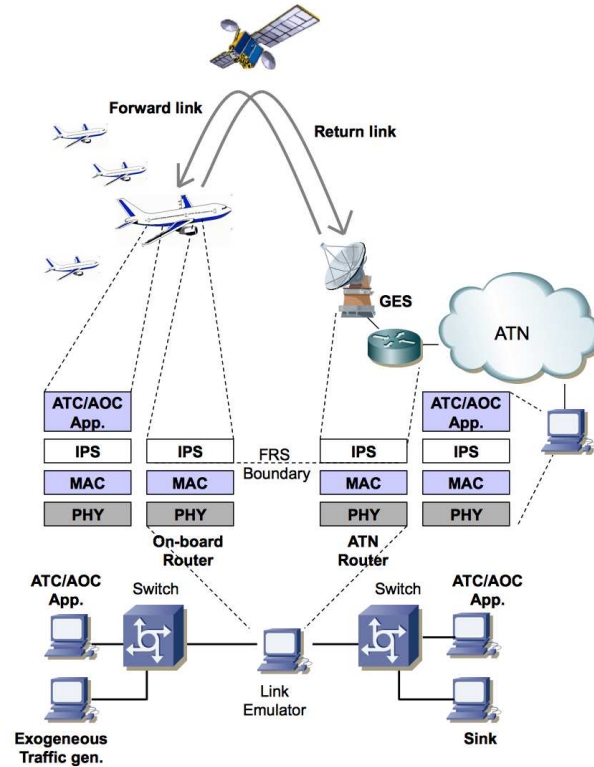 Forward link
Return link
GES
ATN
ATC/AOC
App.
ATC/AOC
App.
IPS
IPS
FRS
Boundary
IPS
IPS
MAC
MAC
MAC
MAC
PHY
PHY
PHY
PHY
On-board
Router
ATN
Router
ATC/AOC
App.
Switch
Switch
ATC/AOC
App.
Link
Emulator
Exogeneous
Traffic gen.
Sink